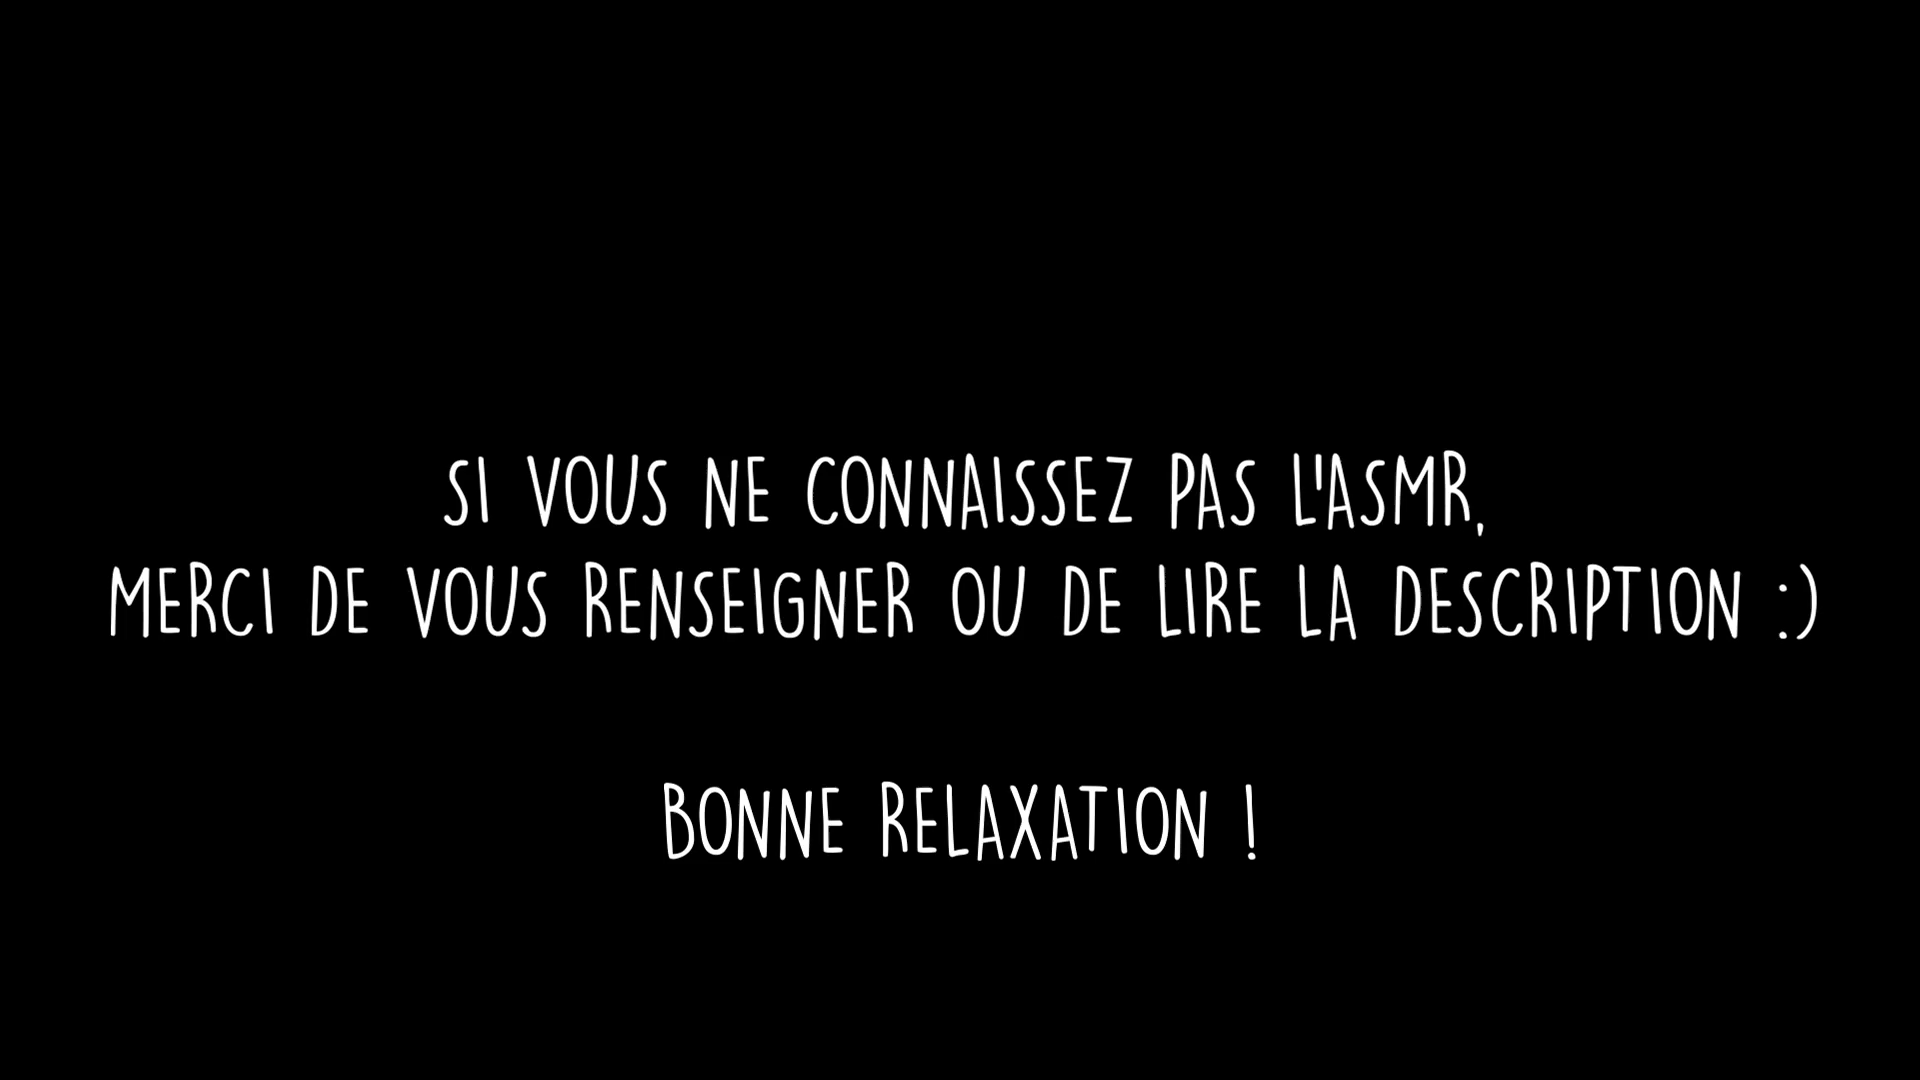 SI VOUS NE CONNAISSEZ PAS L'ASMR,
MERCI DE VOUS RENSEIGNER OU DE LIRE LA DESCRIPTION :)
BONNE RELAXATION !